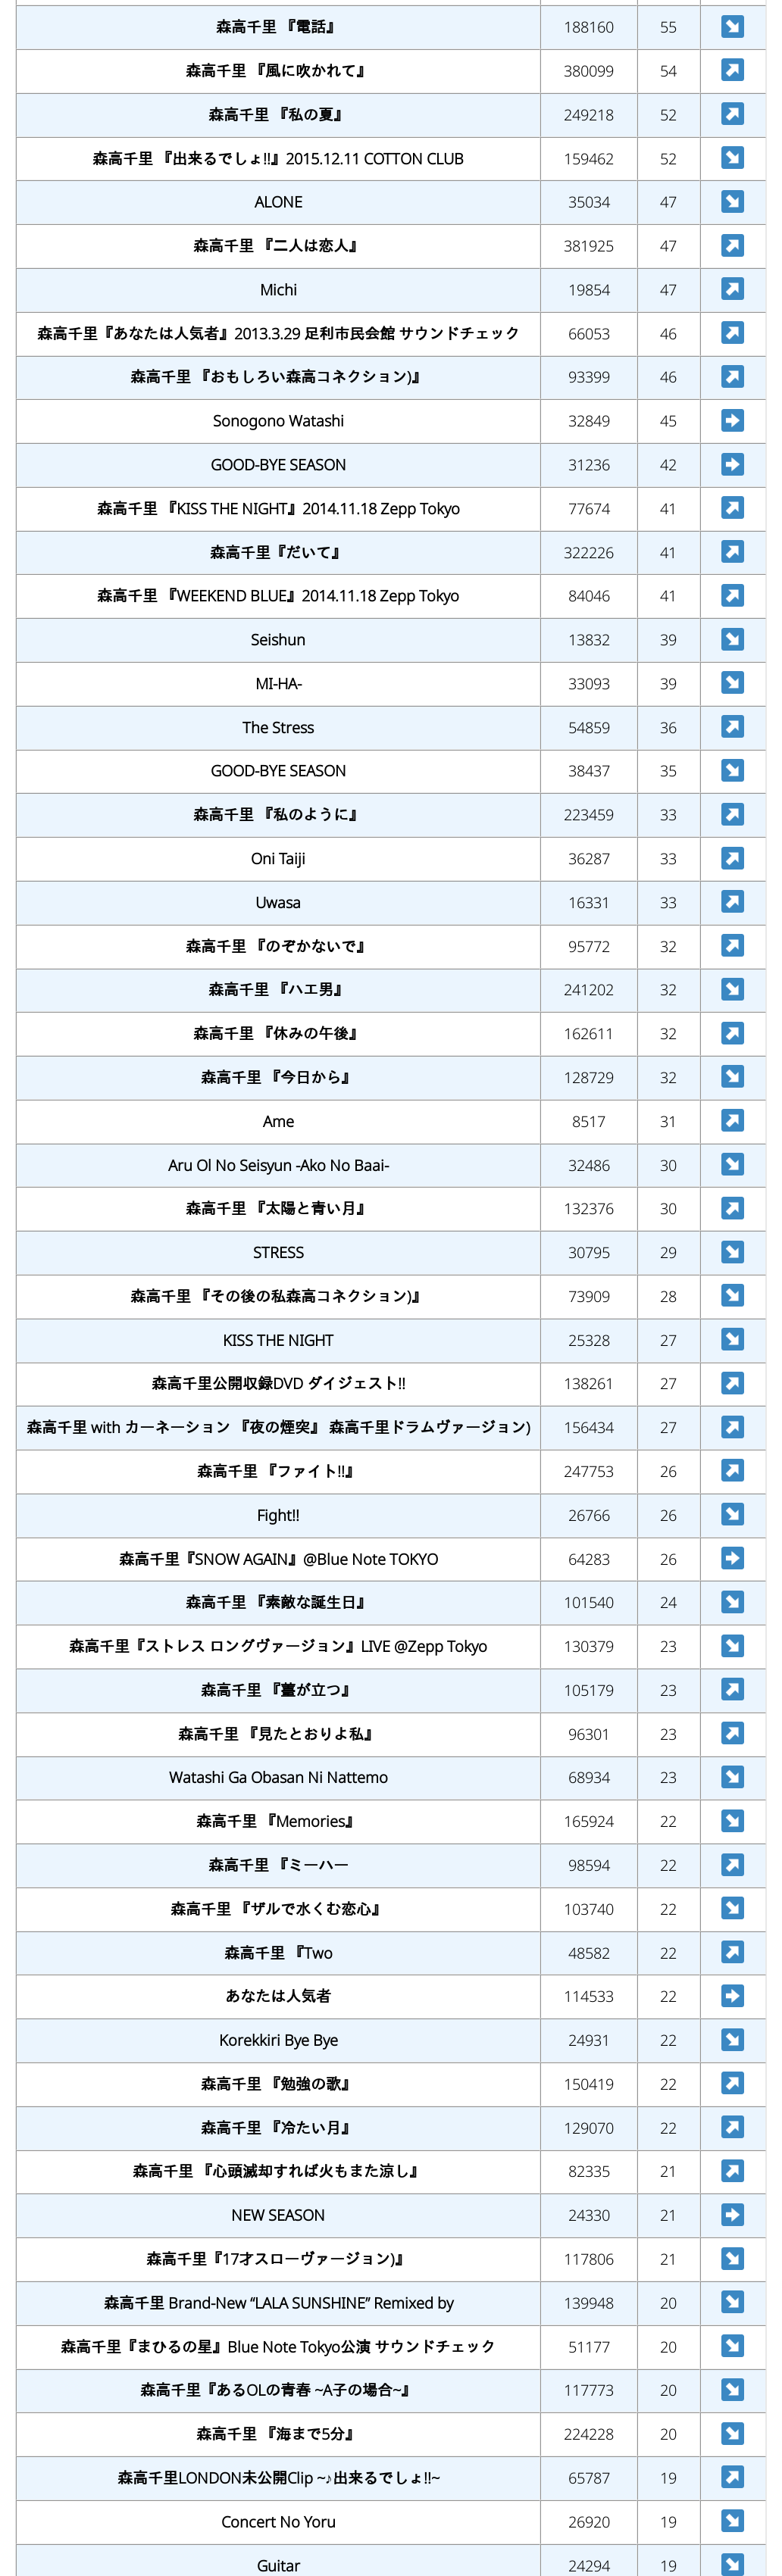 森高千里 『電話』 188160 55
森高千里 『風に吹かれて』 380099 54
森高千里 『私の夏』 249218 52
森高千里 『出来るでしょ!!』2015.12.11 COTTON CLUB 159462 52
ALONE 35034 47
森高千里 『二人は恋人』 381925 47
Michi 19854 47
森高千里『あなたは人気者』2013.3.29 足利市民会館 サウンドチェック 66053 46
森高千里 『おもしろい森高コネクション)』 93399 46
Sonogono Watashi 32849 45
GOOD-BYE SEASON 31236 42
森高千里 『KISS THE NIGHT』2014.11.18 Zepp Tokyo 77674 41
森高千里『だいて』 322226 41
森高千里 『WEEKEND BLUE』2014.11.18 Zepp Tokyo 84046 41
Seishun 13832 39
MI-HA- 33093 39
The Stress 54859 36
GOOD-BYE SEASON 38437 35
森高千里 『私のように』 223459 33
Oni Taiji 36287 33
Uwasa 16331 33
森高千里 『のぞかないで』 95772 32
森高千里 『ハエ男』 241202 32
森高千里 『休みの午後』 162611 32
森高千里 『今日から』 128729 32
Ame 8517 31
Aru Ol No Seisyun -Ako No Baai- 32486 30
森高千里 『太陽と青い月』 132376 30
STRESS 30795 29
森高千里 『その後の私森高コネクション)』 73909 28
KISS THE NIGHT 25328 27
森高千里公開収録DVD ダイジェスト!! 138261 27
森高千里 with カーネーション 『夜の煙突』 森高千里ドラムヴァージョン) 156434 27
森高千里 『ファイト!!』 247753 26
Fight!! 26766 26
森高千里『SNOW AGAIN』@Blue Note TOKYO 64283 26
森高千里 『素敵な誕生日』 101540 24
森高千里『ストレス ロングヴァージョン』LIVE @Zepp Tokyo 130379 23
森高千里 『薹が立つ』 105179 23
森高千里 『見たとおりよ私』 96301 23
Watashi Ga Obasan Ni Nattemo 68934 23
森高千里 『Memories』 165924 22
森高千里 『ミーハー 98594 22
森高千里 『ザルで水くむ恋心』 103740 22
森高千里 『Two 48582 22
あなたは人気者 114533 22
Korekkiri Bye Bye 24931 22
森高千里 『勉強の歌』 150419 22
森高千里 『冷たい月』 129070 22
森高千里 『心頭滅却すれば火もまた涼し』 82335 21
NEW SEASON 24330 21
森高千里『17才スローヴァージョン)』 117806 21
森高千里 Brand-New “LALA SUNSHINE” Remixed by 139948 20
森高千里『まひるの星』Blue Note Tokyo公演 サウンドチェック 51177 20
森高千里『あるOLの青春 ~A子の場合~』 117773 20
森高千里 『海まで5分』 224228 20
森高千里LONDON未公開Clip ~♪出来るでしょ!!~ 65787 19
Concert No Yoru 26920 19
Guitar 24294 19